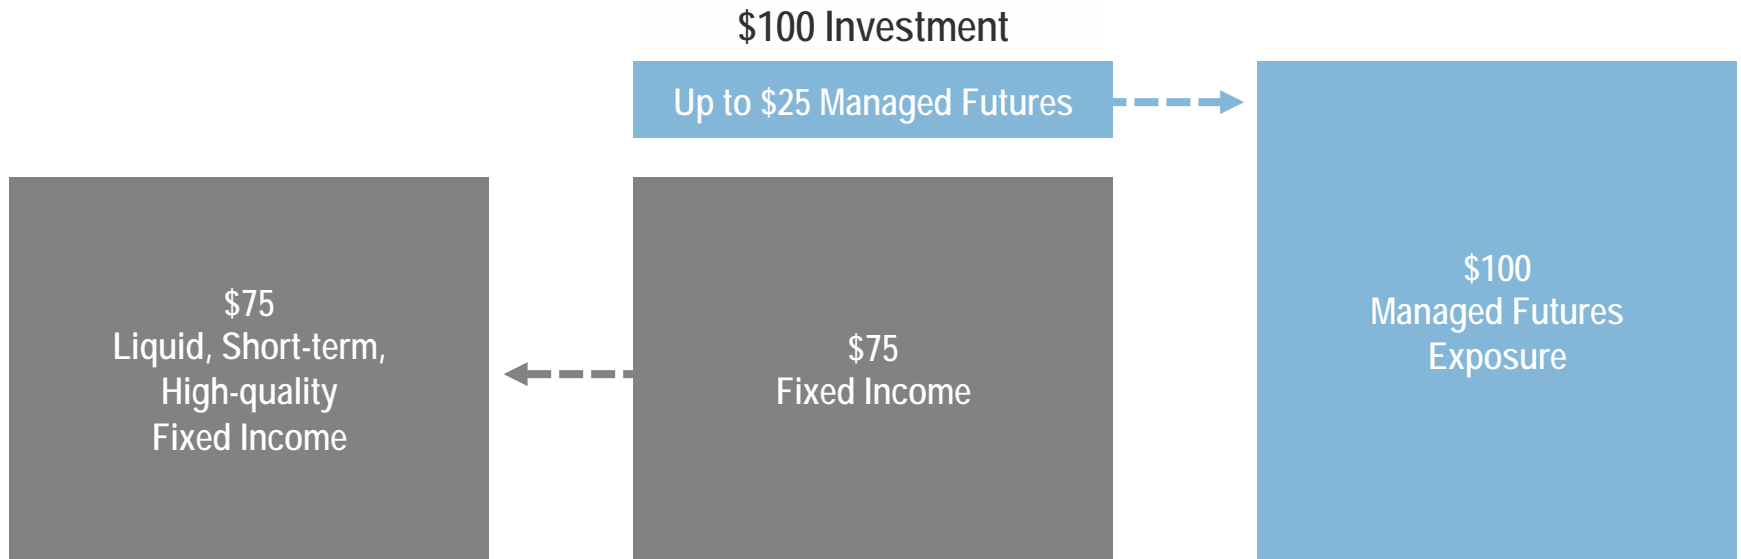 $100 Investment
Up to $25 Managed Futures
$75
Liquid, Short-term,
High-quality
Fixed Income
$75
Fixed Income
$100
Managed Futures
Exposure